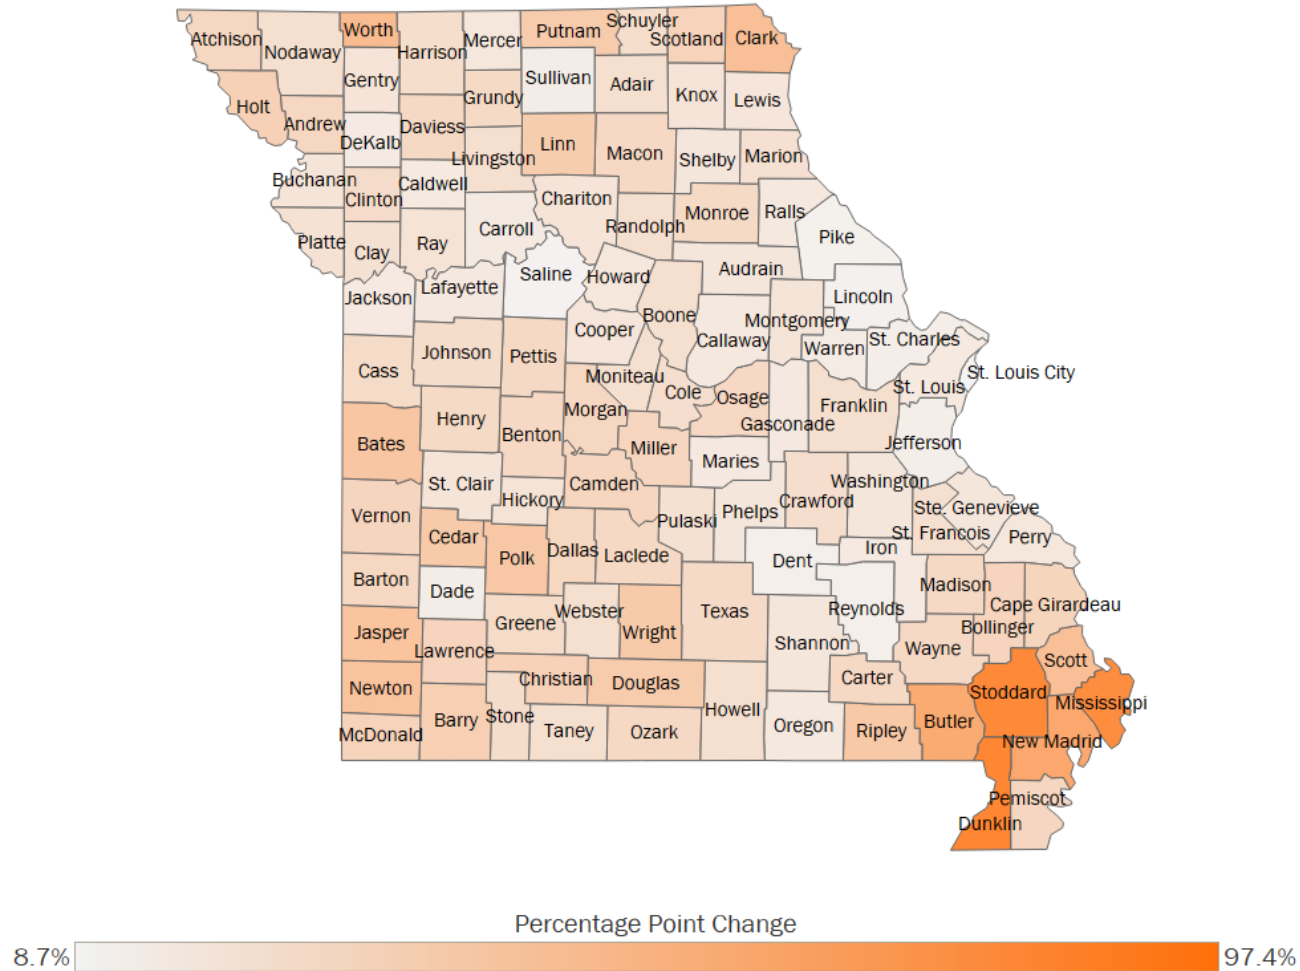 Schuyler
Worth
Putnam
Clark
Atchison
Nodaway
Harrison
Mercer
Scotland
Gentry
Sullivan
Adair
Knox
Lewis
Holt
Grundy
Andrew
DeKalb
Daviess
Linn
Macon
Shelby
Marion
Livingston
Buchanan
Caldwell
Clinton
Chariton
Randolph
Monroe
Ralls
Platte
Clay
Ray
Carroll
Pike
Saline
Howard
Audrain
Jackson
Lafayette
Lincoln
Boone
Montgomery
Cooper
Callaway
Warren
St. Charles
Johnson
Pettis
Cass
Moniteau
St. Louis City
St. Louis
Cole
Osage
Franklin
Morgan
Gasconade
Henry
Benton
Miller
Jefferson
Bates
Maries
St. Clair
Camden
Washington
Hickory
Crawford
Vernon
Pulaski
Phelps
Ste. Genevieve
Cedar
Polk
Dallas
Laclede
Iron
St. Francois
Perry
Dent
Barton
Dade
Madison
Webster
Texas
Reynolds
Cape Girardeau
Jasper
Greene
Wright
Shannon
Bollinger
Lawrence
Wayne
Scott
Newton
Christian
Douglas
Carter
Stoddard
Mississippi
Barry
Stone
Howell
Oregon
Butler
McDonald
Taney
Ozark
Ripley
New Madrid
Pemiscot
Dunklin
Percentage Point Change
8.7% 97.4%